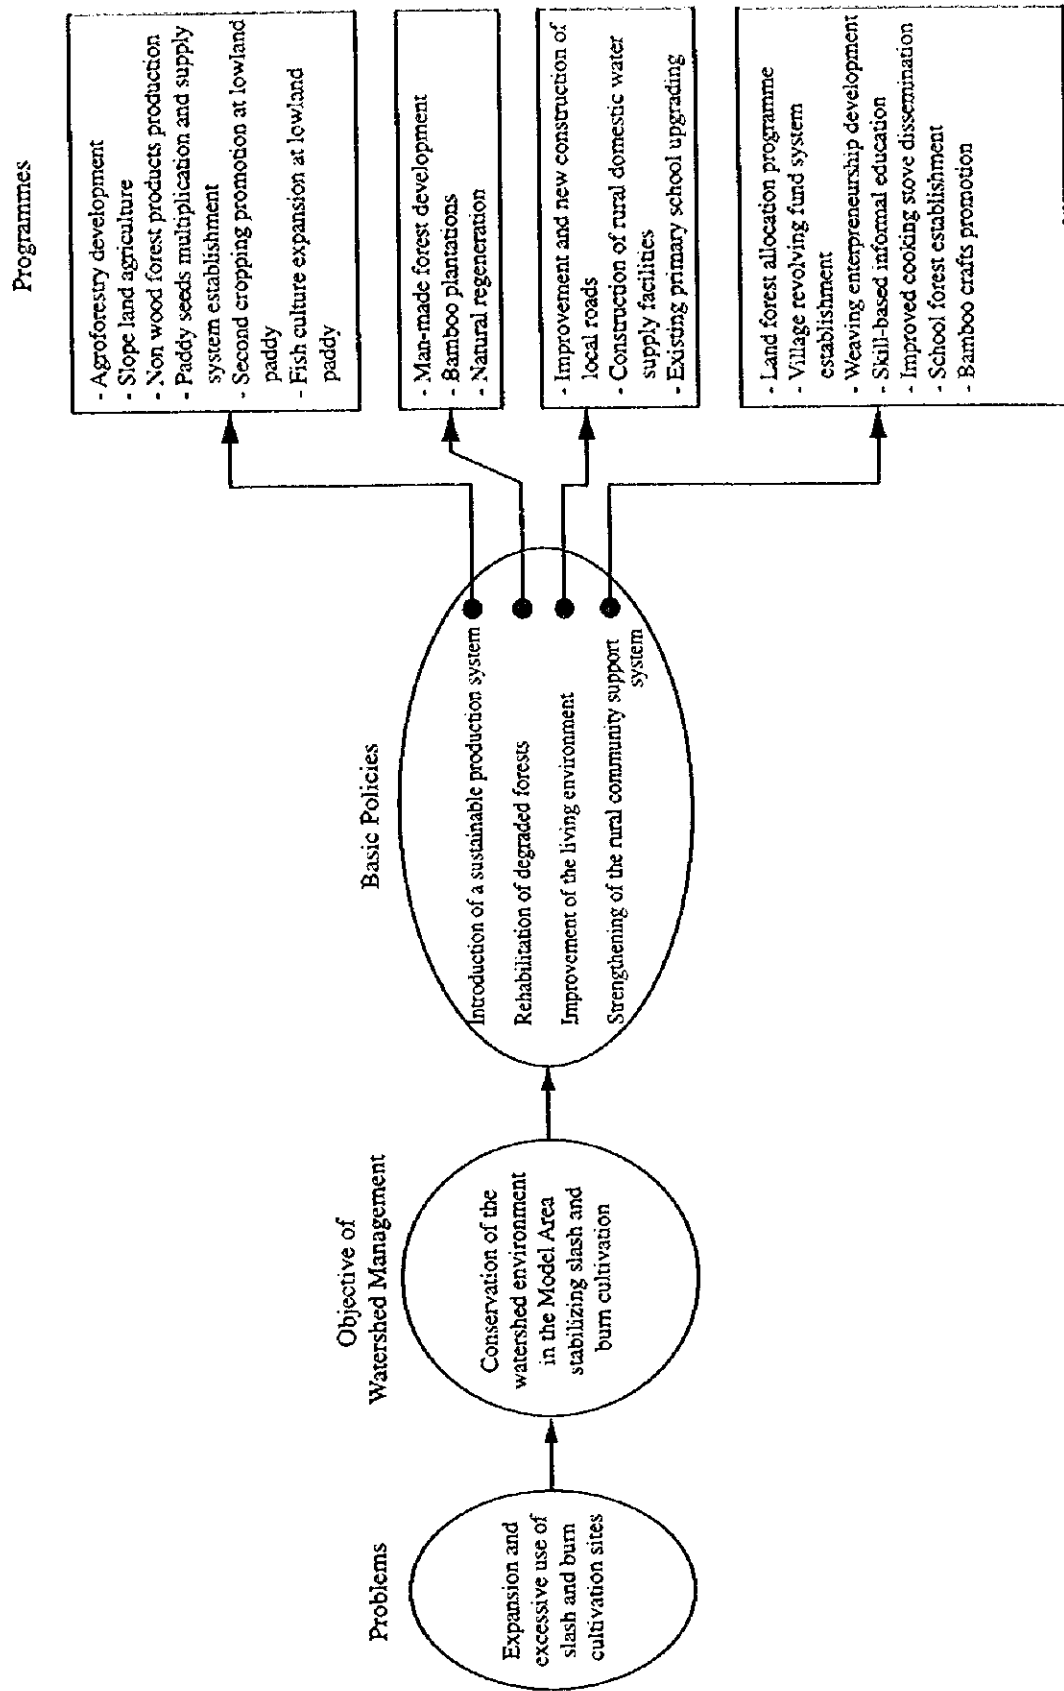 Problems
Expansion and
excessive use of
slash and burn
cultivation sites
Objective of
Watershed Management
Conservation of the
watershed environment
in the Model Area
stabilizing slash and
burn cultivation
Basic Policies
Introduction of a sustainable production system
Rehabilitation of degraded forests
Improvement of the living environment
Strengthening of the rural community support
system
Programmes
- Agroforestry development
- Slope land agriculture
- Non wood forest products production
- Paddy seeds multiplication and supply
system establishment
- Second cropping promotion at lowland
paddy
- Fish culture expansion at lowland
paddy
- Man-made forest development
- Bamboo plantations
- Natural regeneration
- Improvement and new construction of
local roads
- Construction of rural domestic water
supply facilities
- Existing primary school upgrading
- Land forest allocation programme
- Village revolving fund system
establishment
- Weaving enterpreneurship development
- Skill-based informal education
- Improved cooking stove dissemination
- School forest establishment
- Bamboo crafts promotion